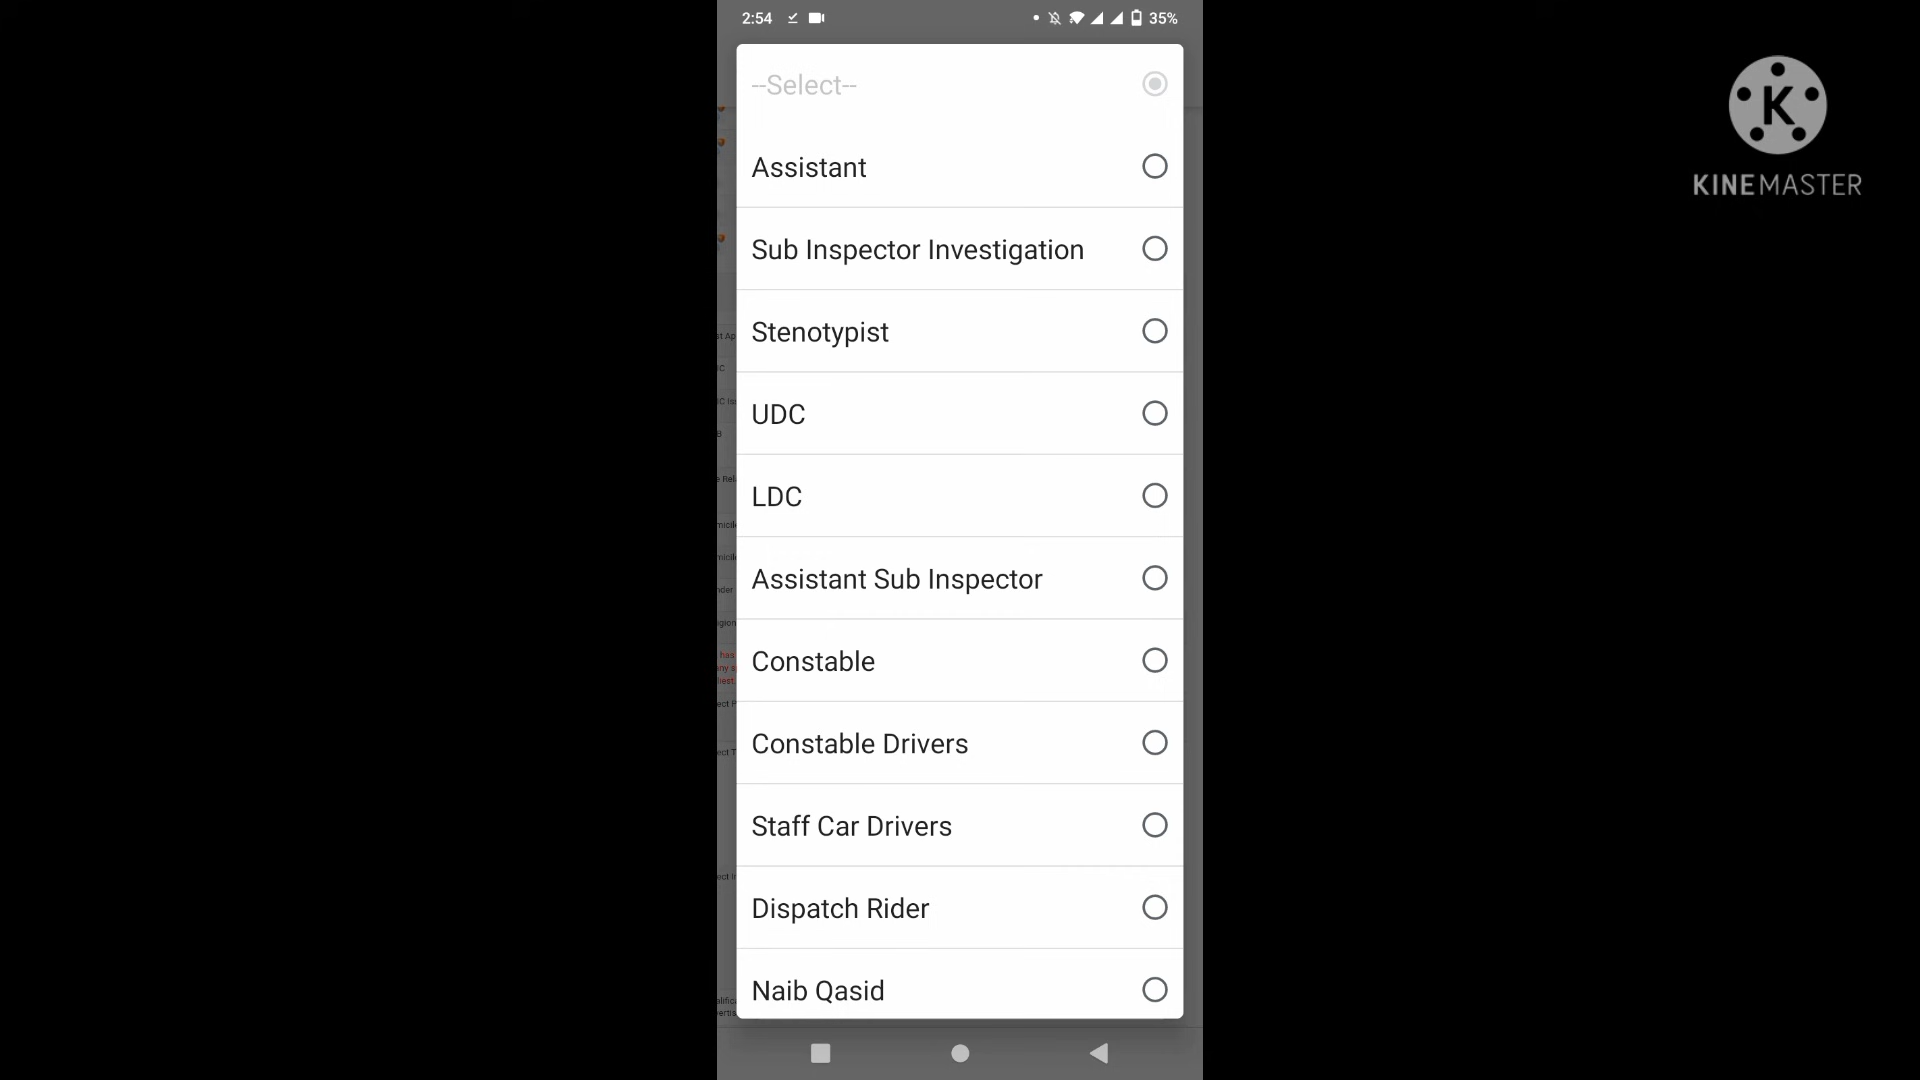 2:54
35%
--Select--
Assistant
Sub Inspector Investigation
Stenotypist
UDC
LDC
Assistant Sub Inspector
Constable
Constable Drivers
Staff Car Drivers
Dispatch Rider
Naib Qasid
K
KINEMASTER